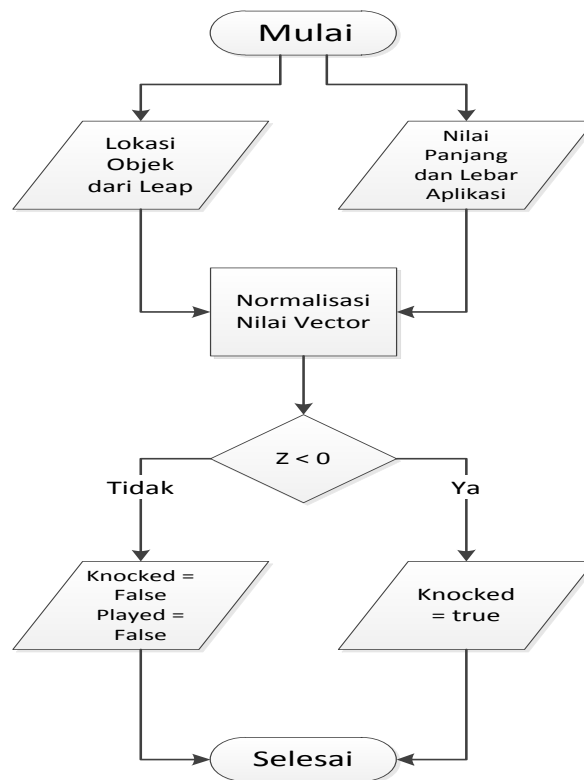 Mulai
Lokasi
Objek
dari Leap
Nilai
Panjang
dan Lebar
Aplikasi
Normalisasi
Nilai Vector
Z < 0
Tidak
Ya
Knocked =
False
Played =
False
Knocked
= true
Selesai